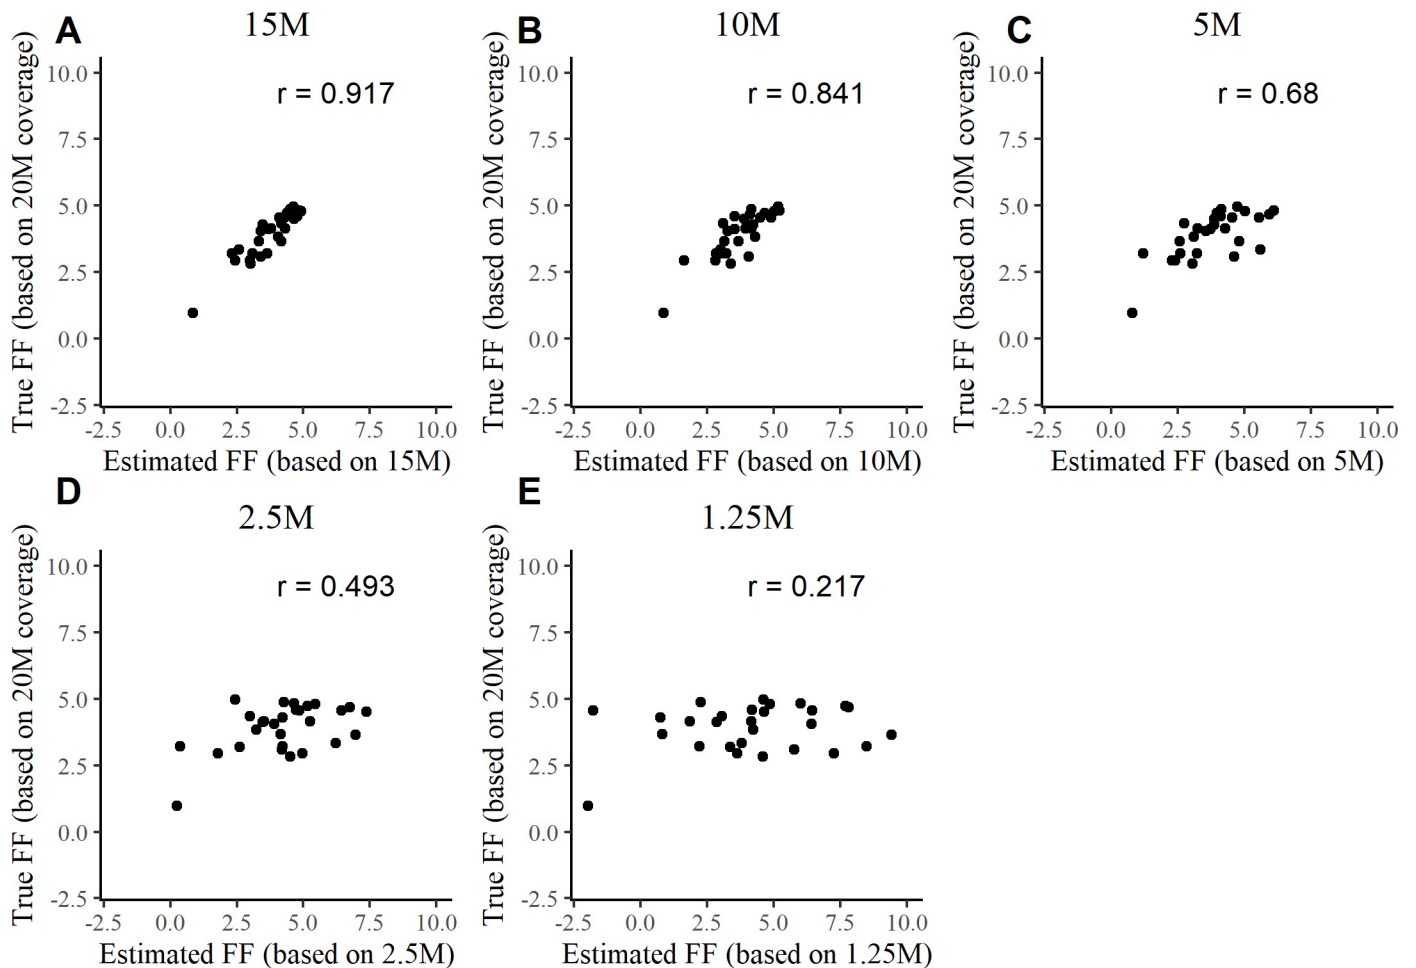 A
15M
True FF (based on 20M coverage)
10.0
7.5
5.0
2.5
0.0
-2.5
r = 0.917
-2.5 0.0 2.5 5.0 7.5 10.0
Estimated FF (based on 15M)
B
10M
True FF (based on 20M coverage)
10.0
7.5
5.0
2.5
0.0
-2.5
r = 0.841
-2.5 0.0 2.5 5.0 7.5 10.0
Estimated FF (based on 10M)
C
5M
True FF (based on 20M coverage)
10.0
7.5
5.0
2.5
0.0
-2.5
r = 0.68
-2.5 0.0 2.5 5.0 7.5 10.0
Estimated FF (based on 5M)
D
2.5M
True FF (based on 20M coverage)
10.0
7.5
5.0
2.5
0.0
-2.5
r = 0.493
-2.5 0.0 2.5 5.0 7.5 10.0
Estimated FF (based on 2.5M)
E
1.25M
True FF (based on 20M coverage)
10.0
7.5
5.0
2.5
0.0
-2.5
r = 0.217
-2.5 0.0 2.5 5.0 7.5 10.0
Estimated FF (based on 1.25M)